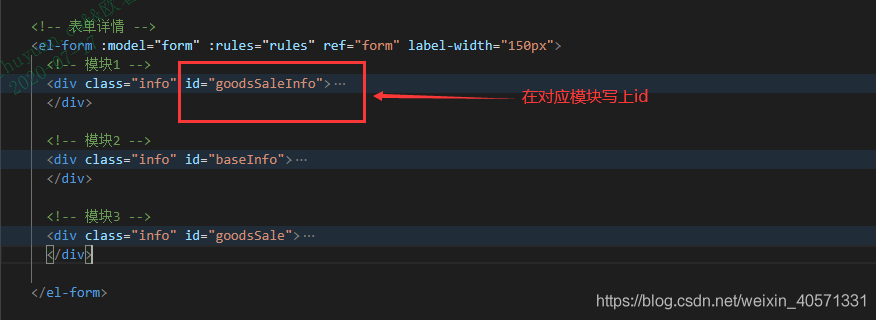 <!-- 表单详情 -->
<el-form :model="form" :rules="rules" ref="form" label-width="150px">
<!-- 模块1 -->
<div class="info" id="goodsSaleInfo">…
</div>
在对应模块写上id
<!-- 模块2 -->
<div class="info" id="baseInfo">…
</div>
<!-- 模块3 -->
<div class="info" id="goodsSale">…
</div>
</el-form>
https://blog.csdn.net/weixin_40571331